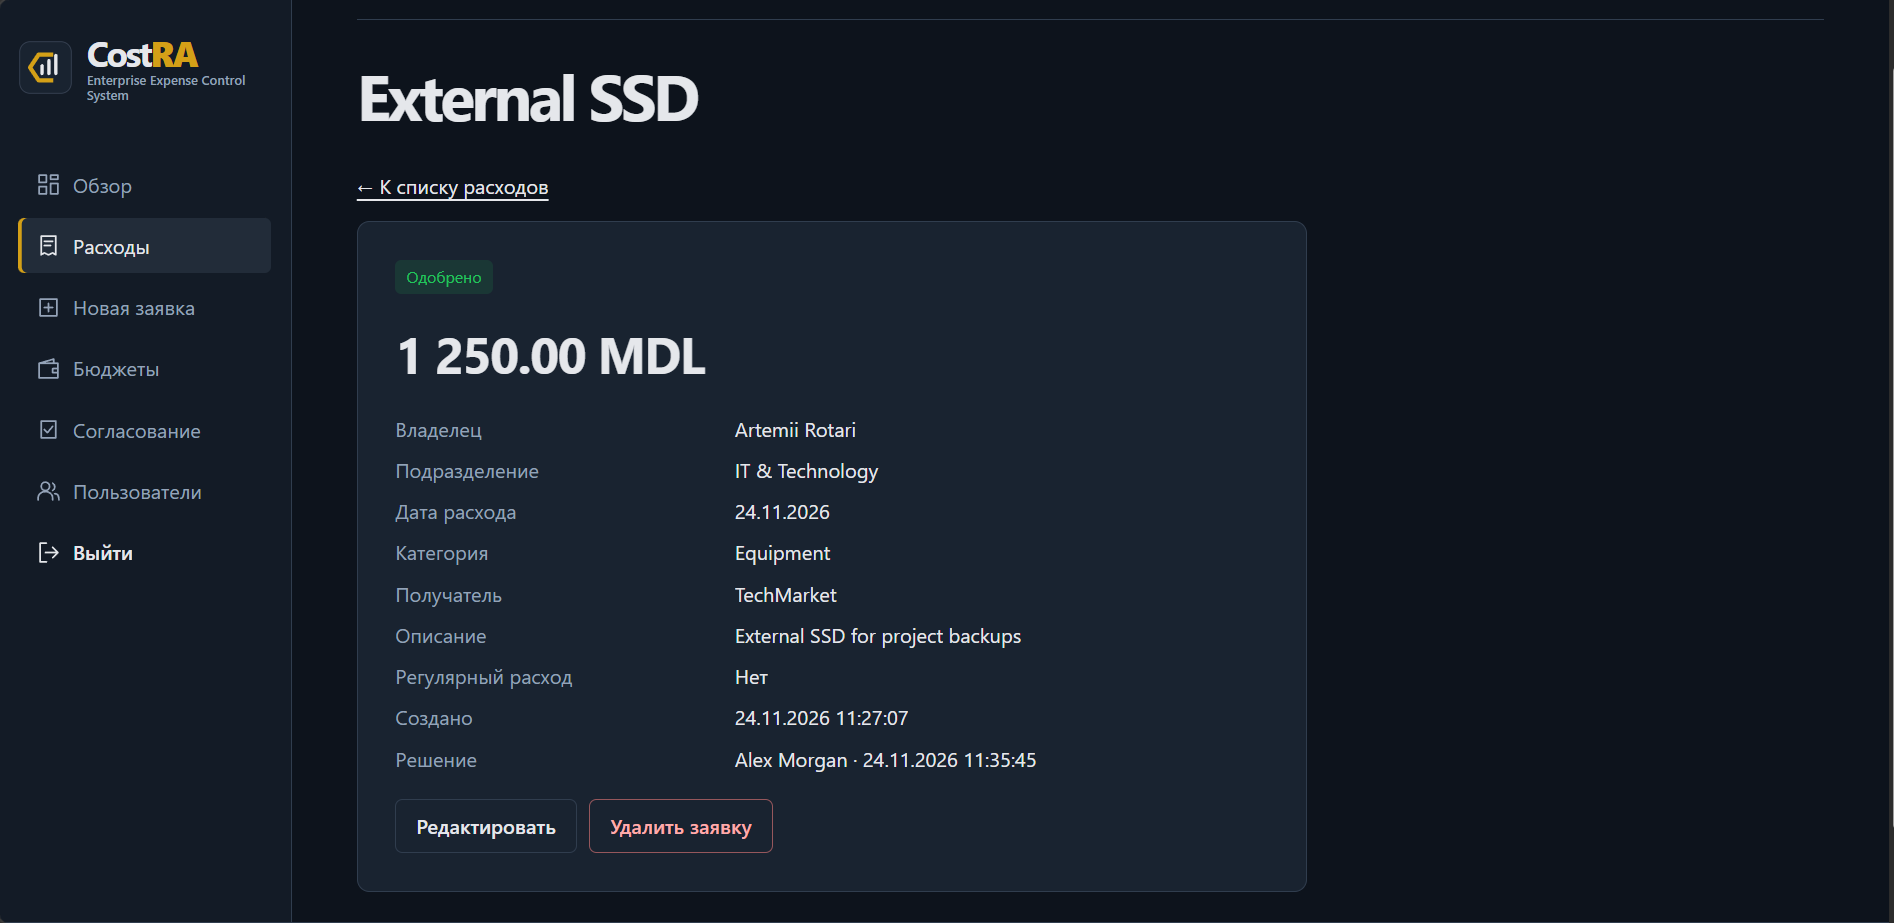 CostRA
Enterprise Expense Control
System
Обзор
Расходы
Новая заявка
Бюджеты
Согласование
Пользователи
Выйти
External SSD
← К списку расходов
Одобрено
1 250.00 MDL
Владелец Artemii Rotari
Подразделение IT & Technology
Дата расхода 24.11.2026
Категория Equipment
Получатель TechMarket
Описание External SSD for project backups
Регулярный расход Нет
Создано 24.11.2026 11:27:07
Решение Alex Morgan · 24.11.2026 11:35:45
Редактировать Удалить заявку